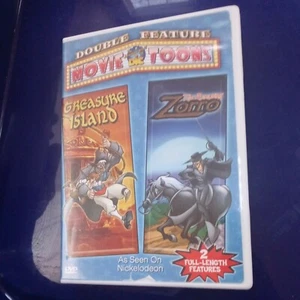 DOUBLE FEATURE
MOVIE TOONS
TREASURE
ISLAND
Zorro
As Seen On
Nickelodeon
2
FULL-LENGTH
FEATURES